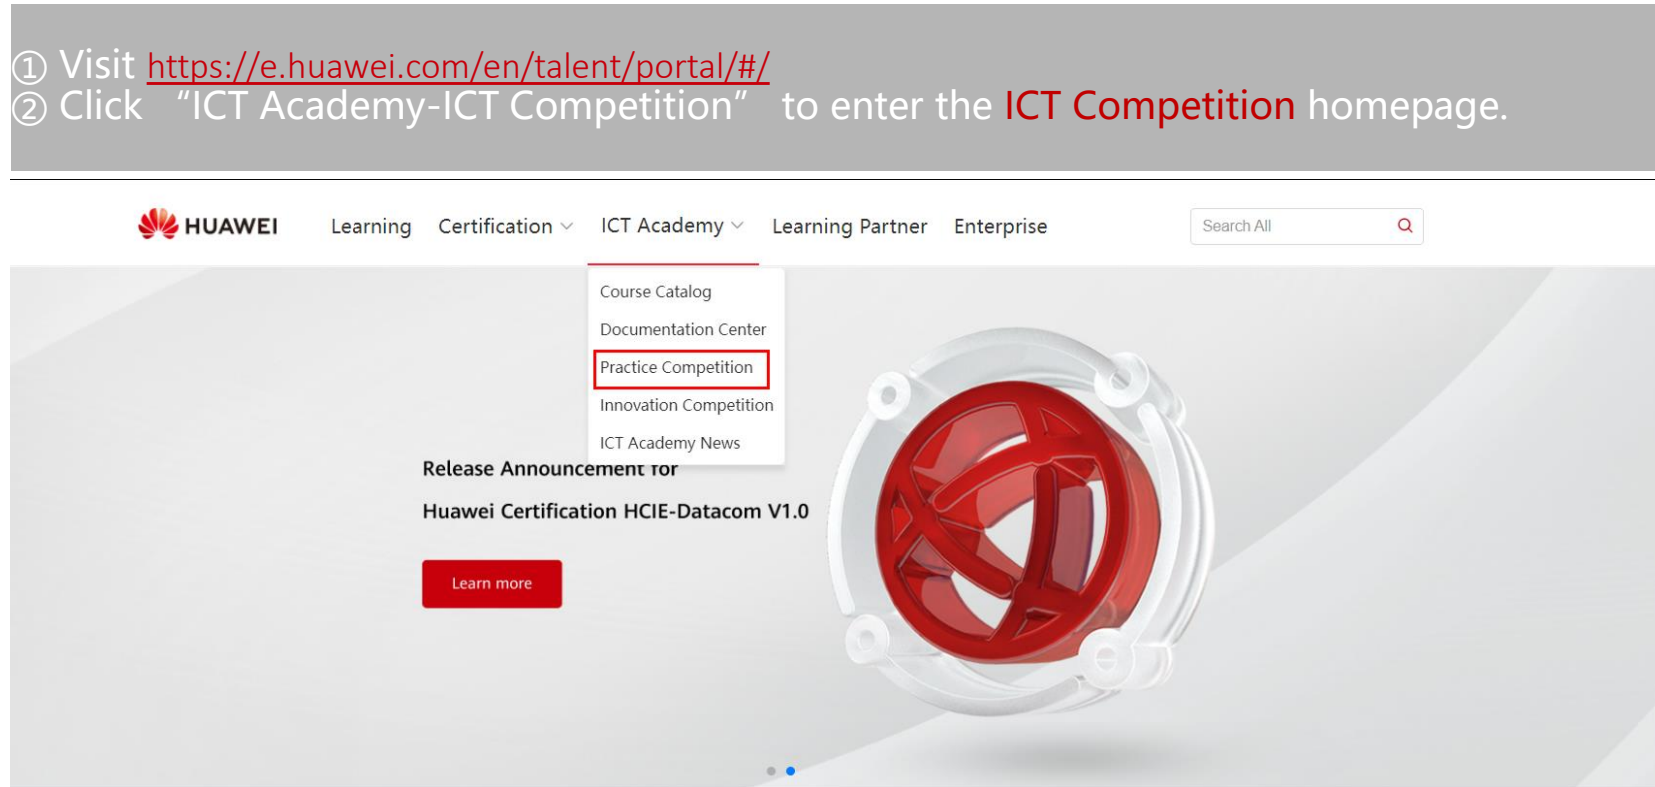 ① Visit https://e.huawei.com/en/talent/portal/#/
② Click “ICT Academy-ICT Competition” to enter the ICT Competition homepage.
HUAWEI Learning Certification ICT Academy Learning Partner Enterprise Search All
Course Catalog
Documentation Center
Practice Competition
Innovation Competition
ICT Academy News
Release Announcement for
Huawei Certification HCIE-Datacom V1.0
Learn more